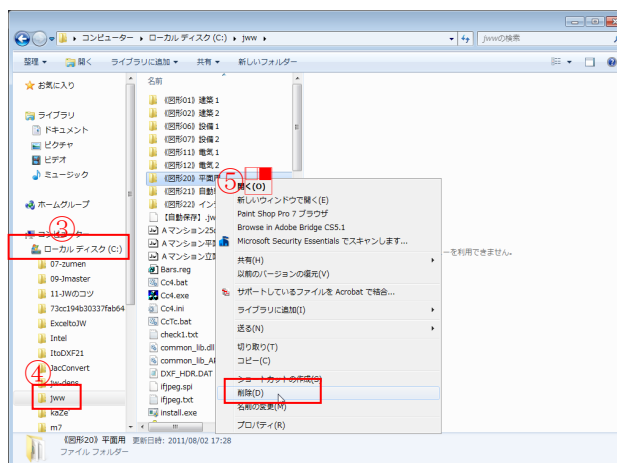 コンピューター ▸ ローカル ディスク (C:) ▸ jww ▸
jwwの検索
整理 ▼ 開く ライブラリに追加 ▼ 共有 ▼ 新しいフォルダー
お気に入り
ライブラリ
ドキュメント
ピクチャ
ビデオ
ミュージック
ホームグループ
③
コンピューター
ローカル ディスク (C:)
07-zumen
09-Jmaster
11-JWのコツ
73cc194b30337fab64
ExceltoJW
Intel
ItoDXF21
JacConvert
④
jw-dens
jww
kaZe
m7
名前
《図形01》建築1
《図形02》建築2
《図形06》設備1
《図形07》設備2
《図形11》電気1
《図形12》電気2
《図形20》平面用
《図形21》自動
《図形22》イン
【自動保存】.jw
Aマンション25
Aマンション平
Aマンション立
Bars.reg
Cc4.bat
Cc4.exe
Cc4.ini
CcTc.bat
check1.txt
common_lib.dll
common_lib_A
DXF_HDR.DAT
ifjpeg.spi
ifjpeg.txt
install.exe
⑤
開く(O)
新しいウィンドウで開く(E)
Paint Shop Pro 7 ブラウザ
Browse in Adobe Bridge CS5.1
Microsoft Security Essentials でスキャンします...
共有(H)
以前のバージョンの復元(V)
サポートしているファイルを Acrobat で結合...
ライブラリに追加(I)
送る(N)
切り取り(T)
コピー(C)
ショートカットの作成(S)
削除(D)
名前の変更(M)
プロパティ(R)
ーを利用できません。
《図形20》平面用 更新日時: 2011/08/02 17:28
ファイル フォルダー